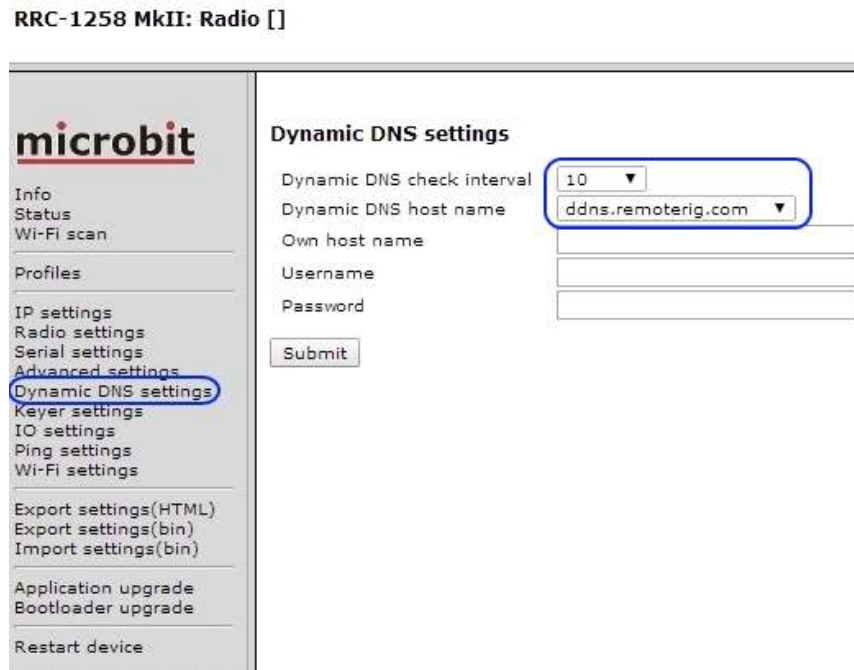 RRC-1258 MkII: Radio []
microbit
Info
Status
Wi-Fi scan
Profiles
IP settings
Radio settings
Serial settings
Advanced settings
Dynamic DNS settings
Keyer settings
IO settings
Ping settings
Wi-Fi settings
Export settings(HTML)
Export settings(bin)
Import settings(bin)
Application upgrade
Bootloader upgrade
Restart device
Dynamic DNS settings
Dynamic DNS check interval 10
Dynamic DNS host name ddns.remoterig.com
Own host name
Username
Password
Submit